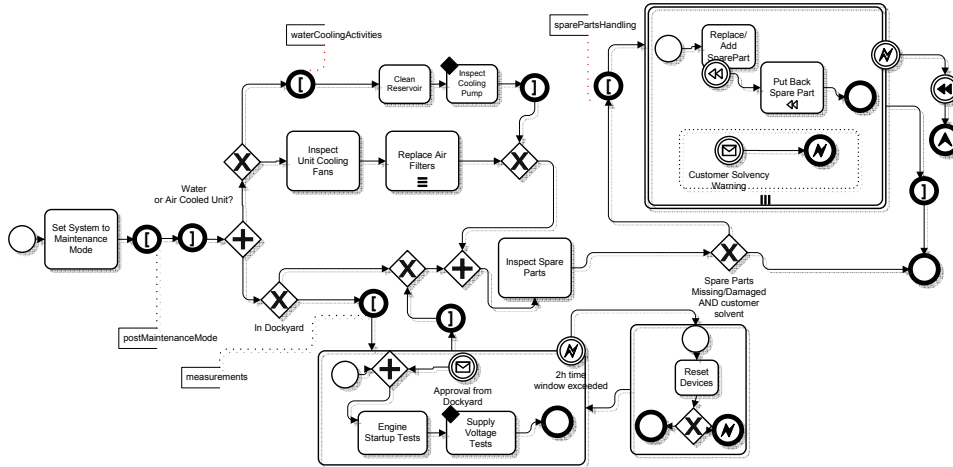 waterCoolingActivities
sparePartsHandling
Replace/
Add
SparePart
Clean
Reservoir
Inspect
Cooling
Pump
Put Back
Spare Part
Inspect
Unit Cooling
Fans
Replace Air
Filters
Customer Solvency
Warning
Water
or Air Cooled Unit?
Set System to
Maintenance
Mode
Inspect Spare
Parts
Spare Parts
Missing/Damaged
AND customer
solvent
In Dockyard
postMaintenanceMode
measurements
2h time
window exceeded
Reset
Devices
Approval from
Dockyard
Engine
Startup Tests
Supply
Voltage
Tests